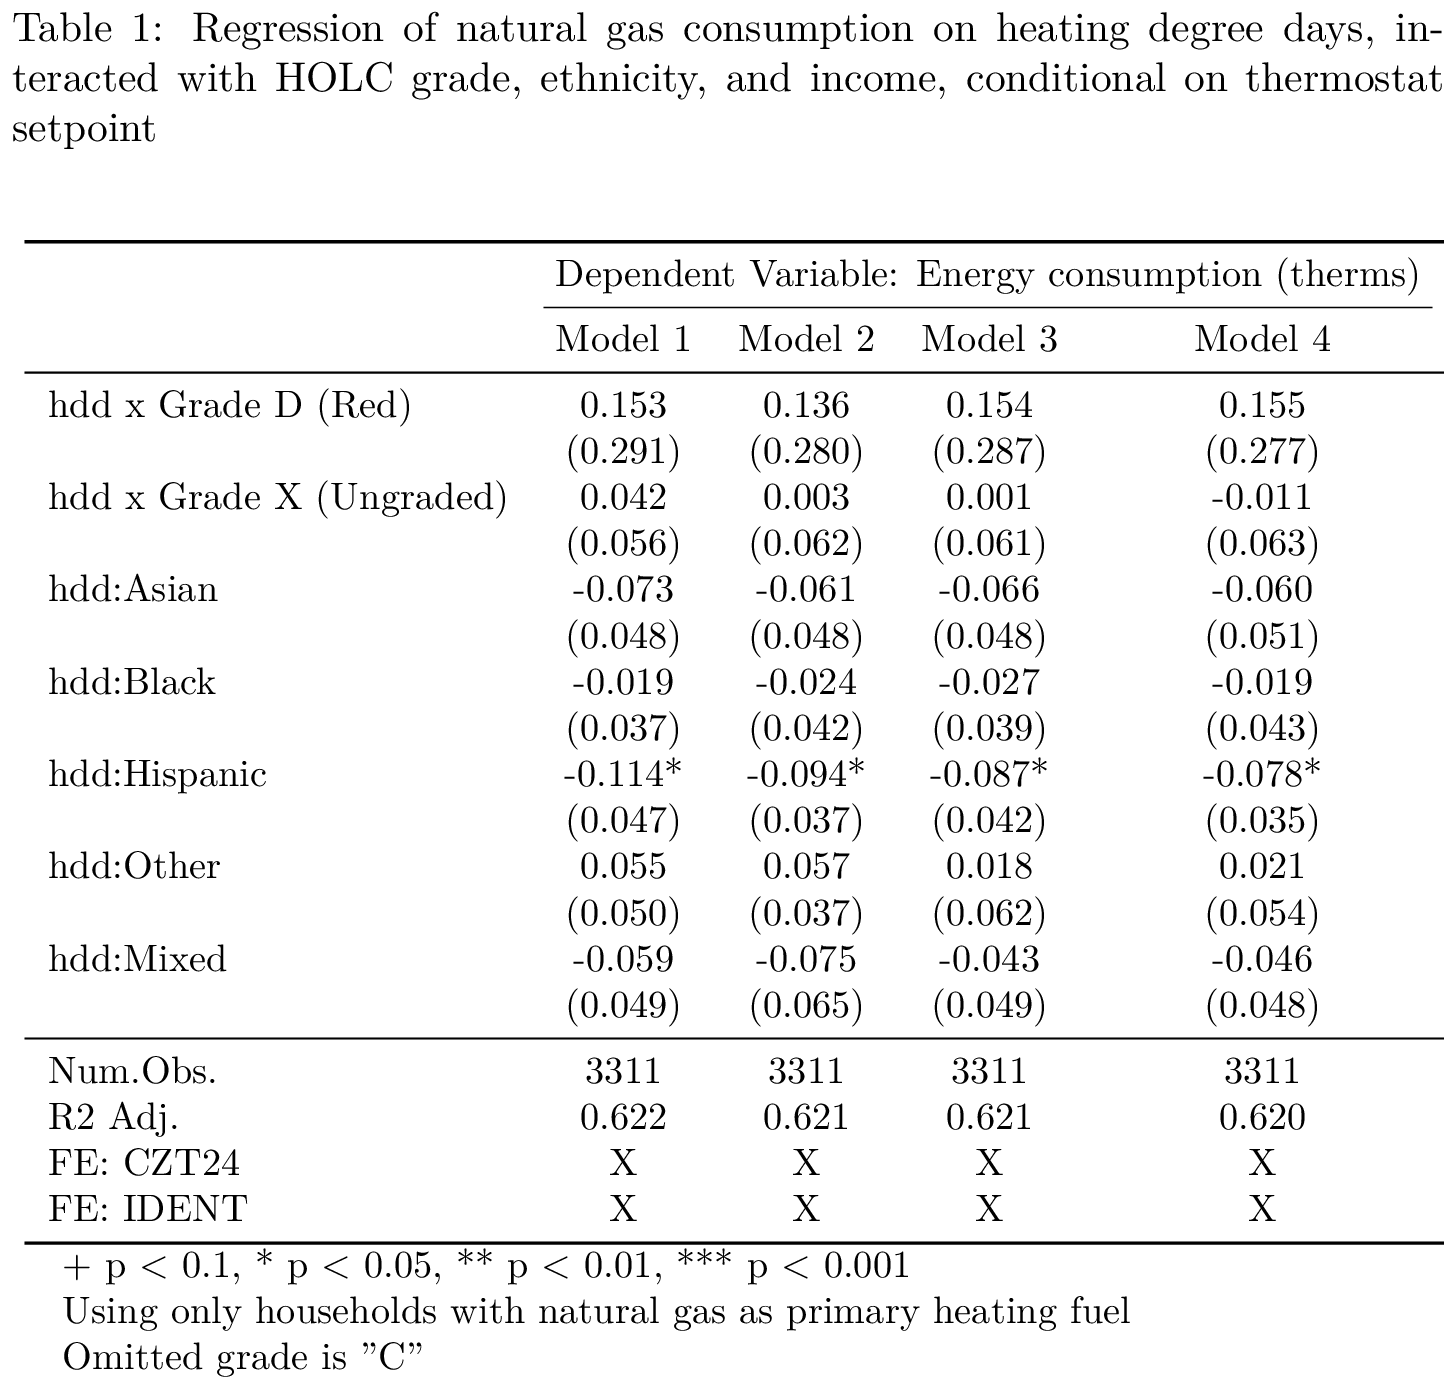 Table 1: Regression of natural gas consumption on heating degree days, in-
teracted with HOLC grade, ethnicity, and income, conditional on thermostat
setpoint
Dependent Variable: Energy consumption (therms)
Model 1 Model 2 Model 3 Model 4
hdd x Grade D (Red) 0.153 0.136 0.154 0.155
(0.291) (0.280) (0.287) (0.277)
hdd x Grade X (Ungraded) 0.042 0.003 0.001 -0.011
(0.056) (0.062) (0.061) (0.063)
hdd:Asian -0.073 -0.061 -0.066 -0.060
(0.048) (0.048) (0.048) (0.051)
hdd:Black -0.019 -0.024 -0.027 -0.019
(0.037) (0.042) (0.039) (0.043)
hdd:Hispanic -0.114* -0.094* -0.087* -0.078*
(0.047) (0.037) (0.042) (0.035)
hdd:Other 0.055 0.057 0.018 0.021
(0.050) (0.037) (0.062) (0.054)
hdd:Mixed -0.059 -0.075 -0.043 -0.046
(0.049) (0.065) (0.049) (0.048)
Num.Obs. 3311 3311 3311 3311
R2 Adj. 0.622 0.621 0.621 0.620
FE: CZT24 X X X X
FE: IDENT X X X X
+ p < 0.1, * p < 0.05, ** p < 0.01, *** p < 0.001
Using only households with natural gas as primary heating fuel
Omitted grade is ”C”